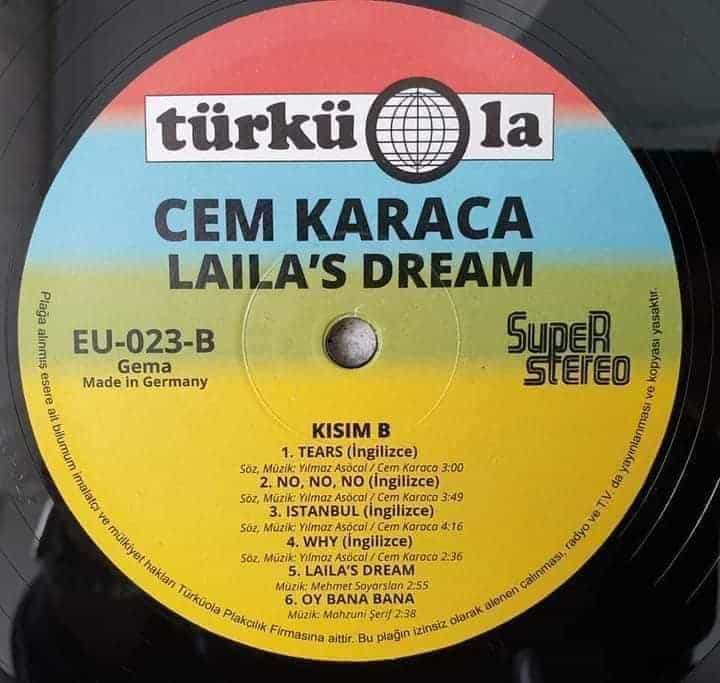 türküola
CEM KARACA
LAILA'S DREAM
EU-023-B
Gema
Made in Germany
SUPER
STEREO
KISIM B
1. TEARS (İngilizce)
Söz, Müzik: Yılmaz Asöcal / Cem Karaca 3:00
2. NO, NO, NO (İngilizce)
Söz, Müzik: Yılmaz Asöcal / Cem Karaca 3:49
3. ISTANBUL (İngilizce)
Söz, Müzik: Yılmaz Asöcal / Cem Karaca 4:16
4. WHY (İngilizce)
Söz, Müzik: Yılmaz Asöcal / Cem Karaca 2:36
5. LAILA'S DREAM
Müzik: Mehmet Soyarslan 2:55
6. OY BANA BANA
Müzik: Mahzuni Şerif 2:38
Plağa alınmış esere ait bilumum imalatçı ve mülkiyet hakları Türküola Plakçılık Firmasına aittir. Bu plağın izinsiz olarak alenen çalınması, radyo ve T.V. da yayınlanması ve kopyası yasaktır.